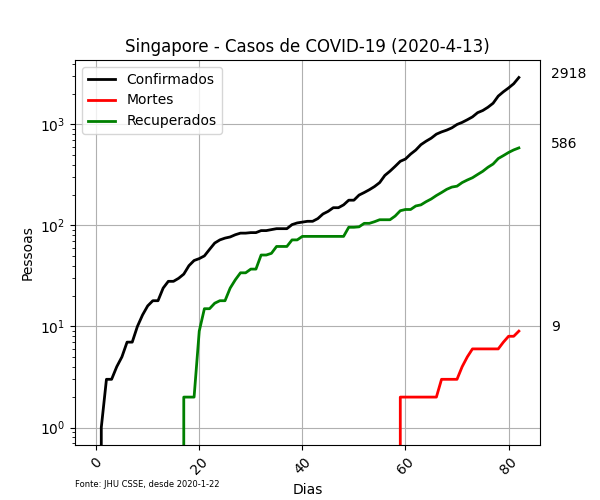 Singapore - Casos de COVID-19 (2020-4-13)
Confirmados
Mortes
Recuperados
2918
586
9
10³
10²
10¹
10⁰
Pessoas
0 20 40 60 80
Dias
Fonte: JHU CSSE, desde 2020-1-22